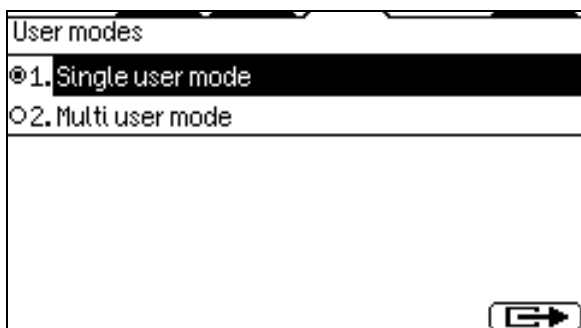 User modes
1. Single user mode
2. Multi user mode